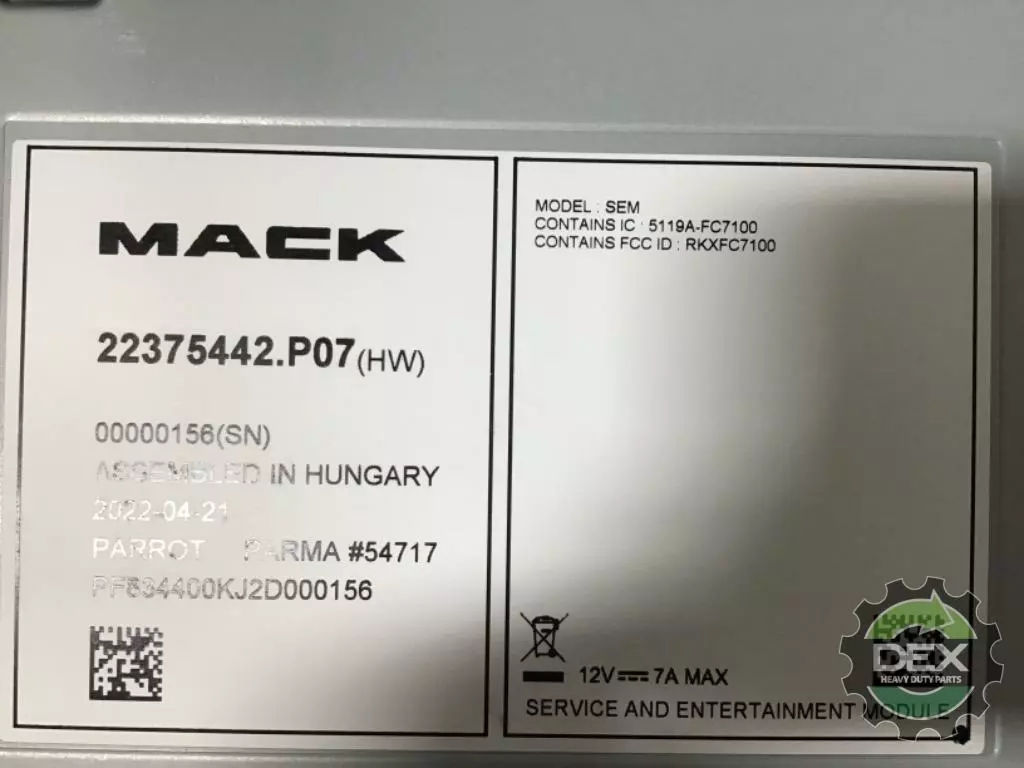 MACK
22375442.P07(HW)
00000156(SN)
ASSEMBLED IN HUNGARY
2022-04-21
PARROT PARMA #54717
PF834400KJ2D000156
MODEL : SEM
CONTAINS IC : 5119A-FC7100
CONTAINS FCC ID : RKXFC7100
12V 7A MAX
SERVICE AND ENTERTAINMENT MODULE
DEX
HEAVY DUTY PARTS